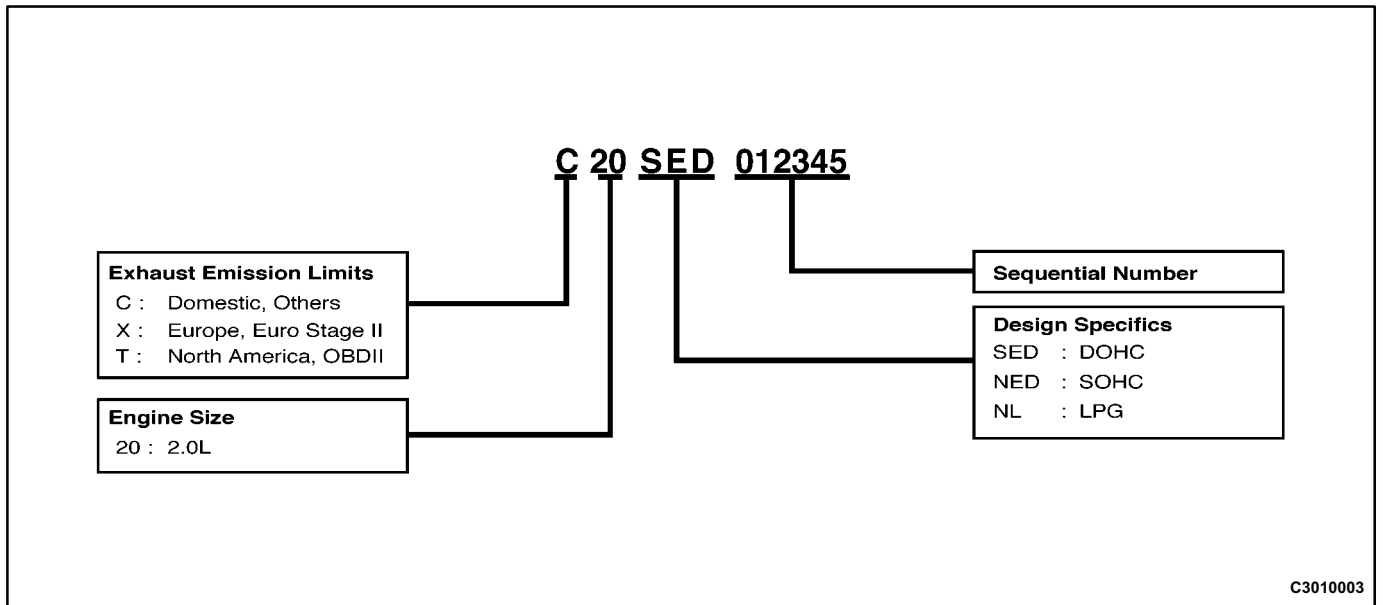 C 20 SED 012345
Exhaust Emission Limits
C : Domestic, Others
X : Europe, Euro Stage II
T : North America, OBDII
Engine Size
20 : 2.0L
Sequential Number
Design Specifics
SED : DOHC
NED : SOHC
NL : LPG
C3010003